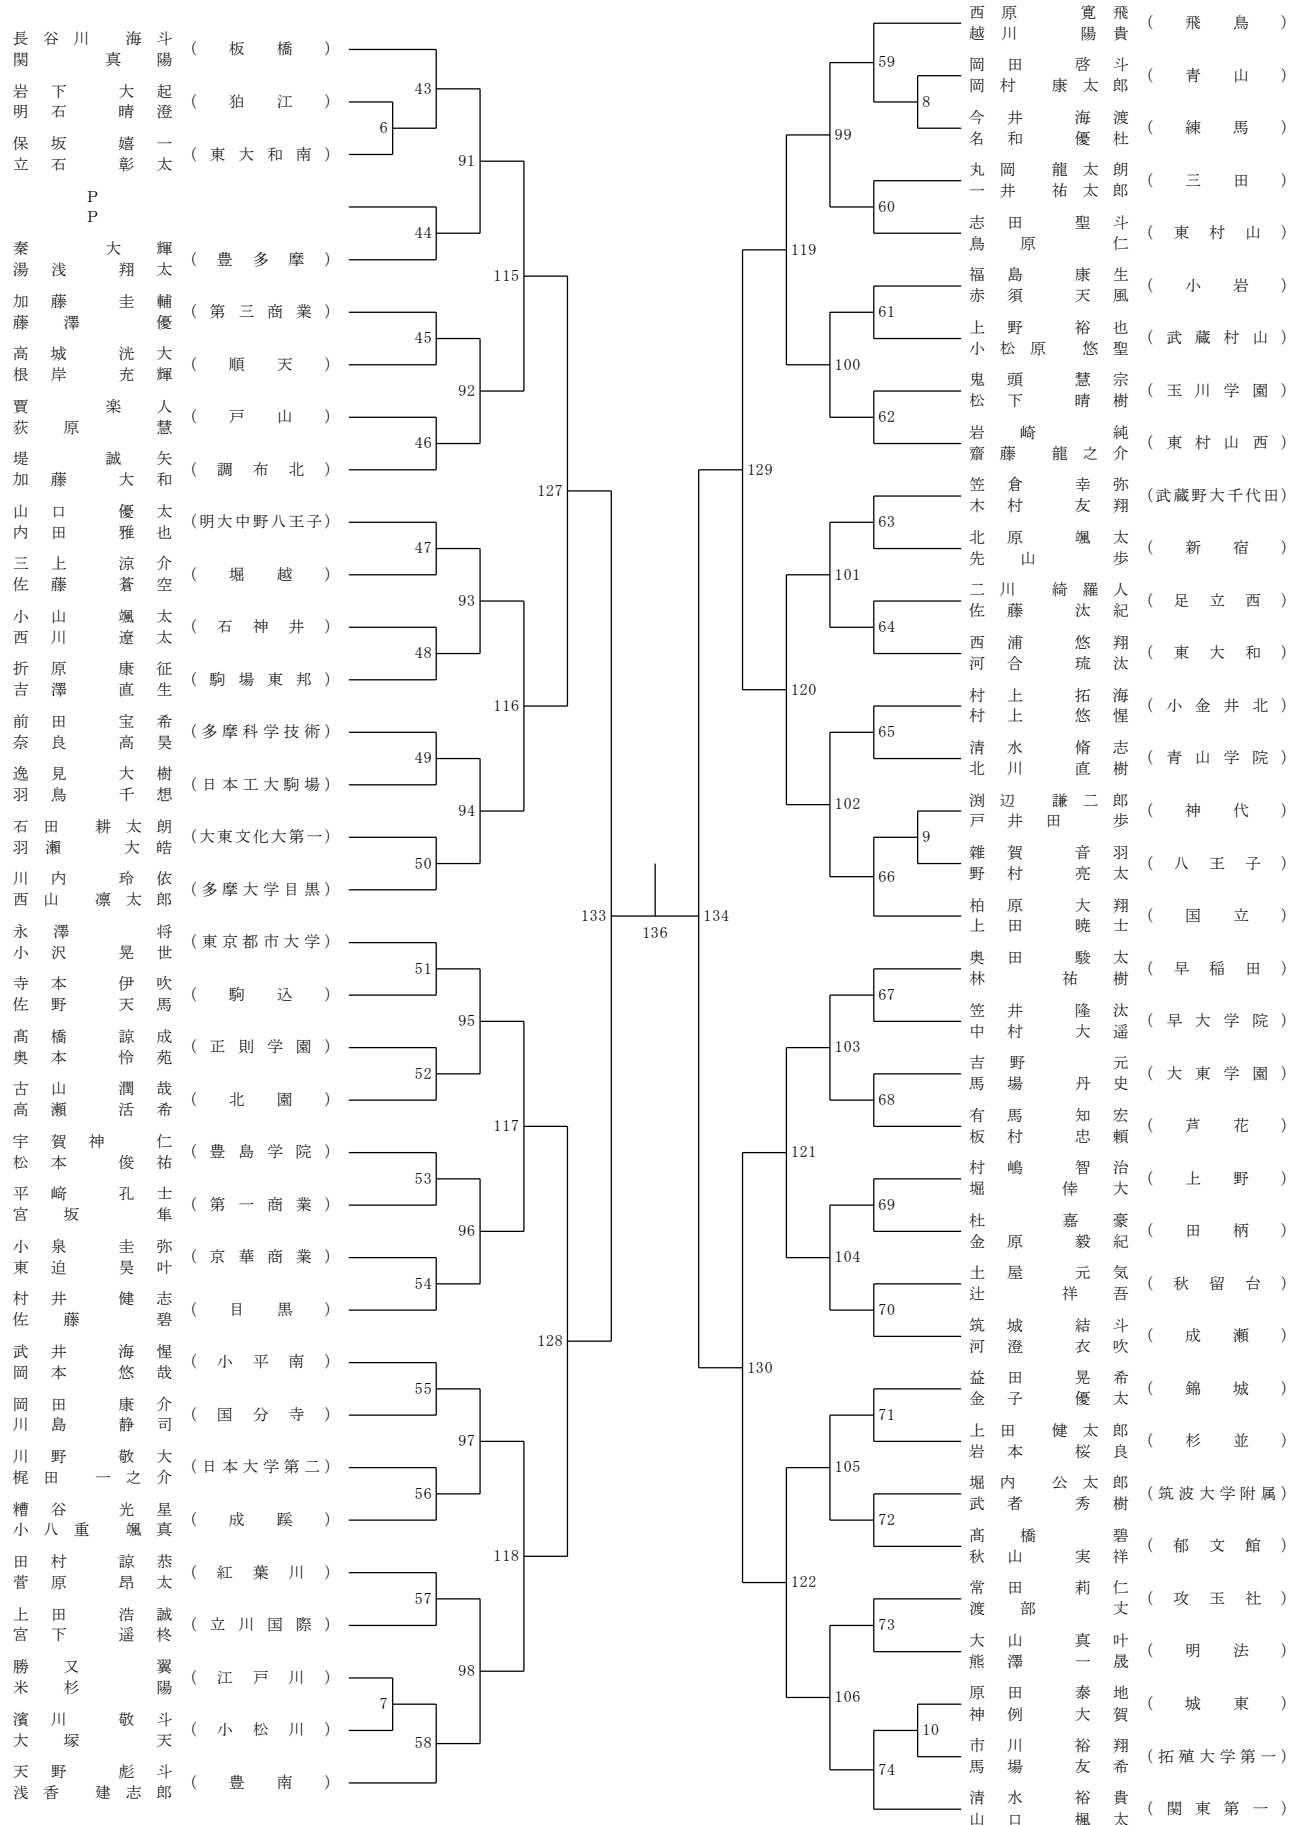 長谷川 海斗
関 真陽
(板橋)
岩下 大起
明石 晴澄
(狛江)
保坂 嬉一
立石 彰太
(東大和南)
P
P
秦 大輝
湯浅 翔太
(豊多摩)
加藤 圭輔
藤澤 優
(第三商業)
高城 洸大
根岸 充輝
(順天)
賈 楽人
荻原 慧
(戸山)
堤 誠矢
加藤 大和
(調布北)
山口 優太
内田 雅也
(明大中野八王子)
三上 涼介
佐藤 蒼空
(堀越)
小山 颯太
西川 遼太
(石神井)
折原 康征
吉澤 直生
(駒場東邦)
前田 宝希
奈良 高昊
(多摩科学技術)
逸見 大樹
羽鳥 千想
(日本工大駒場)
石田 耕太朗
羽瀬 大皓
(大東文化大第一)
川内 玲依
西山 凛太郎
(多摩大学目黒)
永澤 将
小沢 晃世
(東京都市大学)
寺本 伊吹
佐野 天馬
(駒込)
髙橋 諒成
奥本 怜苑
(正則学園)
古山 潤哉
高瀬 活希
(北園)
宇賀神 仁
松本 俊祐
(豊島学院)
平﨑 孔士
宮坂 隼
(第一商業)
小泉 圭弥
東迫 昊叶
(京華商業)
村井 健志
佐藤 碧
(目黒)
武井 海惺
岡本 悠哉
(小平南)
岡田 康介
川島 静司
(国分寺)
川野 敬大
梶田 一之介
(日本大学第二)
糟谷 光星
小八重 颯真
(成蹊)
田村 諒恭
菅原 昂太
(紅葉川)
上田 浩誠
宮下 遥柊
(立川国際)
勝又 翼
米杉 陽
(江戸川)
濱川 敬斗
大塚 天
(小松川)
天野 彪斗
浅香 建志郎
(豊南)
6
7
43
44
45
46
47
48
49
50
51
52
53
54
55
56
57
58
91
92
93
94
95
96
97
98
115
116
117
118
127
128
133
136
134
129
130
119
120
121
122
99
100
101
102
103
104
105
106
59
60
61
62
63
64
65
66
67
68
69
70
71
72
73
74
8
9
10
西原 寛飛
越川 陽貴
(飛鳥)
岡田 啓斗
岡村 康太郎
(青山)
今井 海渡
名和 優杜
(練馬)
丸岡 龍太朗
一井 祐太郎
(三田)
志田 聖斗
鳥原 仁
(東村山)
福島 康生
赤須 天風
(小岩)
上野 裕也
小松原 悠聖
(武蔵村山)
鬼頭 慧宗
松下 晴樹
(玉川学園)
岩崎 純
齋藤 龍之介
(東村山西)
笠倉 幸弥
木村 友翔
(武蔵野大千代田)
北原 颯太
先山 歩
(新宿)
二川 綺羅人
佐藤 汰紀
(足立西)
西浦 悠翔
河合 琉汰
(東大和)
村上 拓海
村上 悠惺
(小金井北)
清水 脩志
北川 直樹
(青山学院)
渕辺 謙二郎
戸井田 歩
(神代)
雑賀 音羽
野村 亮太
(八王子)
柏原 大翔
上田 暁士
(国立)
奥田 駿太
林 祐樹
(早稲田)
笠井 隆汰
中村 大遥
(早大学院)
吉野 元
馬場 丹史
(大東学園)
有馬 知宏
板村 忠頼
(芦花)
村嶋 智治
堀 倖大
(上野)
杜 嘉豪
金原 毅紀
(田柄)
土屋 元気
辻 祥吾
(秋留台)
筑城 結斗
河澄 衣吹
(成瀬)
益田 晃希
金子 優太
(錦城)
上田 健太郎
岩本 桜良
(杉並)
堀内 公太郎
武者 秀樹
(筑波大学附属)
髙橋 碧
秋山 実祥
(郁文館)
常田 莉仁
渡部 丈
(攻玉社)
大山 真叶
熊澤 一晟
(明法)
原田 泰地
神例 大賀
(城東)
市川 裕翔
馬場 友希
(拓殖大学第一)
清水 裕貴
山口 楓太
(関東第一)